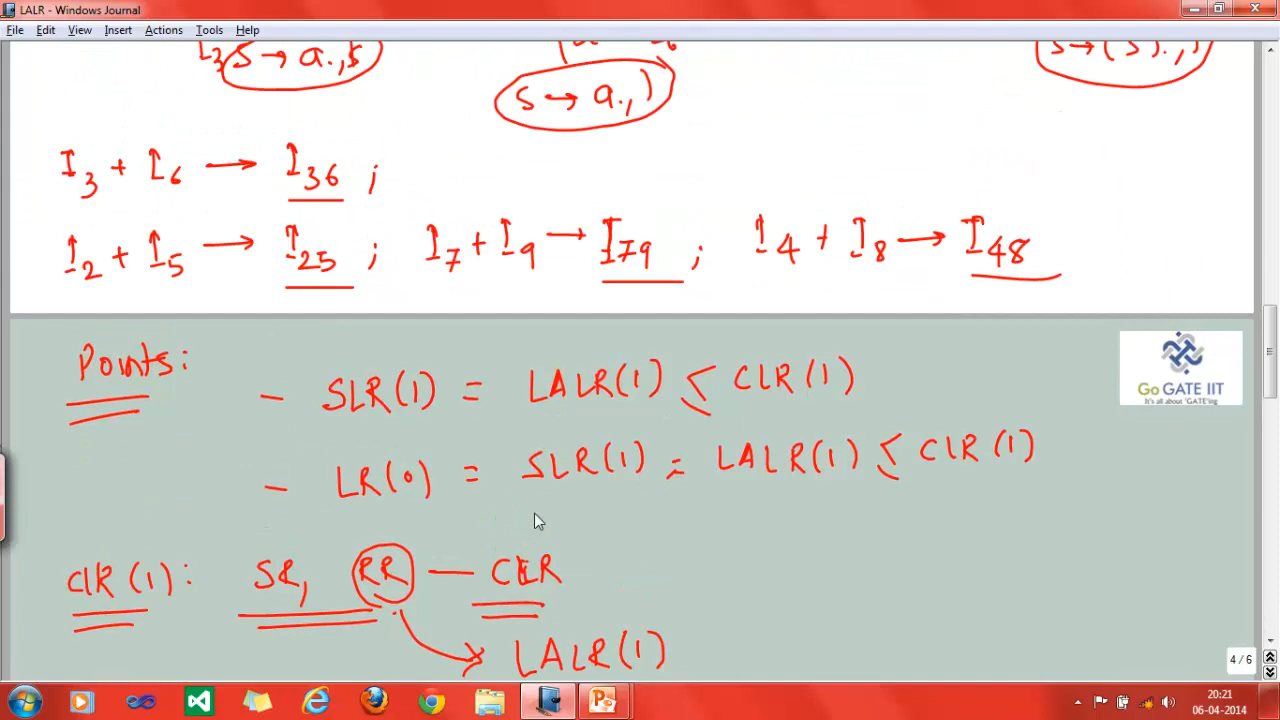 LALR - Windows Journal
File Edit View Insert Actions Tools Help
I3 S → a., $
S → a., )
S → (S)., )
I3 + I6 → I36 ;
I2 + I5 → I25 ; I7 + I9 → I79 ; I4 + I8 → I48
Points:
- SLR(1) = LALR(1) ≤ CLR(1)
- LR(0) = SLR(1) = LALR(1) ≤ CLR(1)
Go GATE IIT
It's all about "GATE"ing
CLR(1): SR, RR — CLR
LALR(1)
4 / 6
20:21
06-04-2014